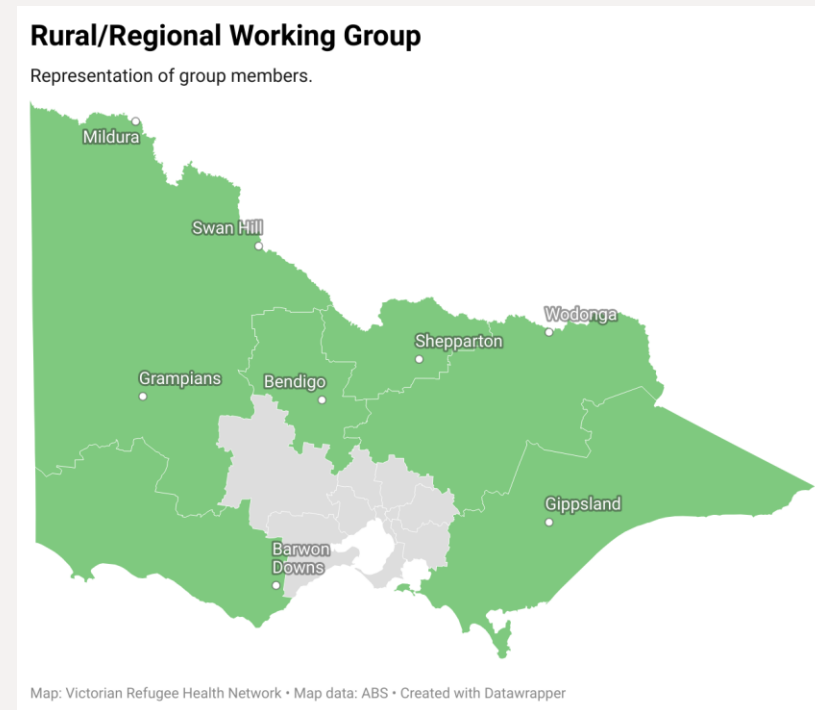 Rural/Regional Working Group
Representation of group members.
Mildura
Swan Hill
Wodonga
Shepparton
Grampians
Bendigo
Gippsland
Barwon
Downs
Map: Victorian Refugee Health Network • Map data: ABS • Created with Datawrapper